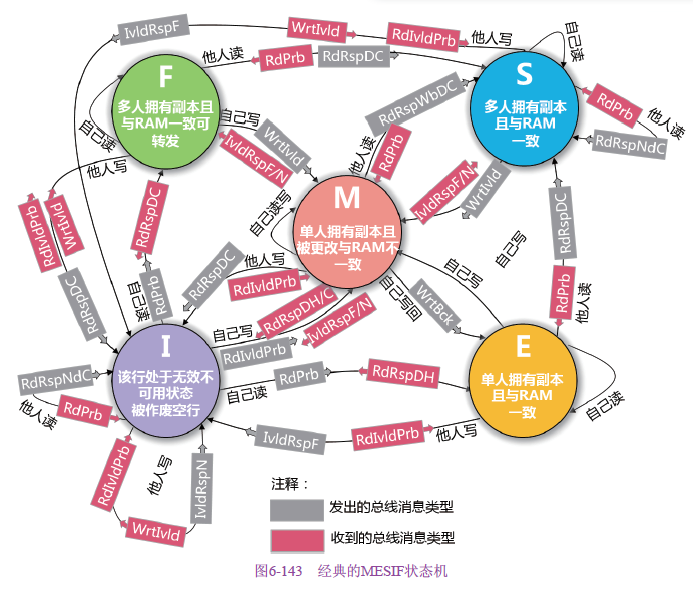 IvldRspF
WrtIvld
RdIvldPrb
他人写
自己读
他人读
RdPrb
RdRspDC
F
多人拥有副本且
与RAM一致可
转发
自己读
S
多人拥有副本
且与RAM
一致
RdPrb
他人读
RdRspNdC
自己写
WrtIvld
IvldRspF/N
RdRspWbDC
他人读
RdPrb
IvldRspF/N
WrtIvld
自己写
他人写
RdIvldPrb
WrtIvld
RdRspDC
RdRspDC
RdPrb
自己读
M
单人拥有副本且
被更改与RAM不
一致
自己读写
RdRspDC
他人写
RdIvldPrb
自己写
RdRspDH/C
RdIvldPrb
IvldRspF/N
自己写回
WrtBck
自己写
RdRspDC
RdPrb
他人读
I
该行处于无效不
可用状态
被作废空行
E
单人拥有副本
且与RAM
一致
自己读
自己读
RdPrb
RdRspDH
IvldRspF
RdIvldPrb
他人写
RdRspNdC
他人读
RdPrb
RdIvldPrb
他人写
WrtIvld
IvldRspN
注释：
发出的总线消息类型
收到的总线消息类型
图6-143 经典的MESIF状态机